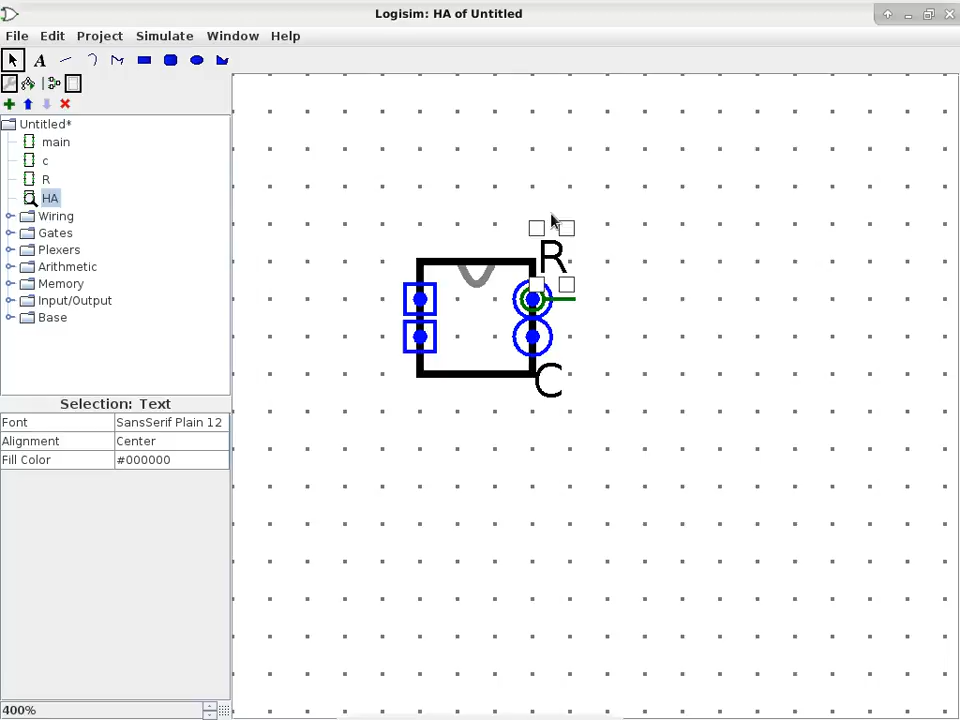 Logisim: HA of Untitled
File Edit Project Simulate Window Help
A
Untitled*
main
c
R
HA
Wiring
Gates
Plexers
Arithmetic
Memory
Input/Output
Base
Selection: Text
Font SansSerif Plain 12
Alignment Center
Fill Color #000000
400%
R
C